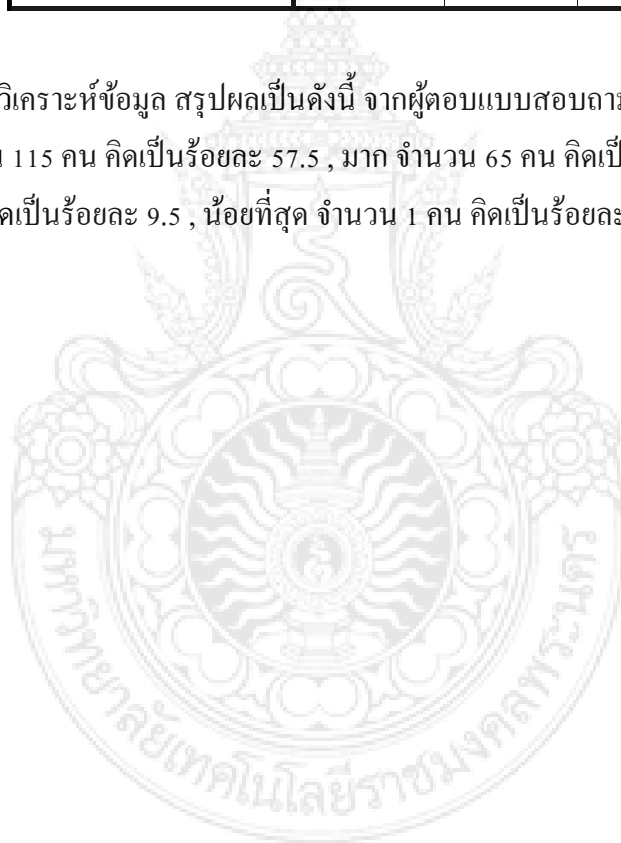 วิเคราะห์ข้อมูล สรุปผลเป็นดังนี้ จากผู้ตอบแบบสอบถาม
115 คน คิดเป็นร้อยละ 57.5 , มาก จำนวน 65 คน คิดเป็
ดเป็นร้อยละ 9.5 , น้อยที่สุด จำนวน 1 คน คิดเป็นร้อยละ
มหาวิทยาลัยเทคโนโลยีราชมงคลพระนคร